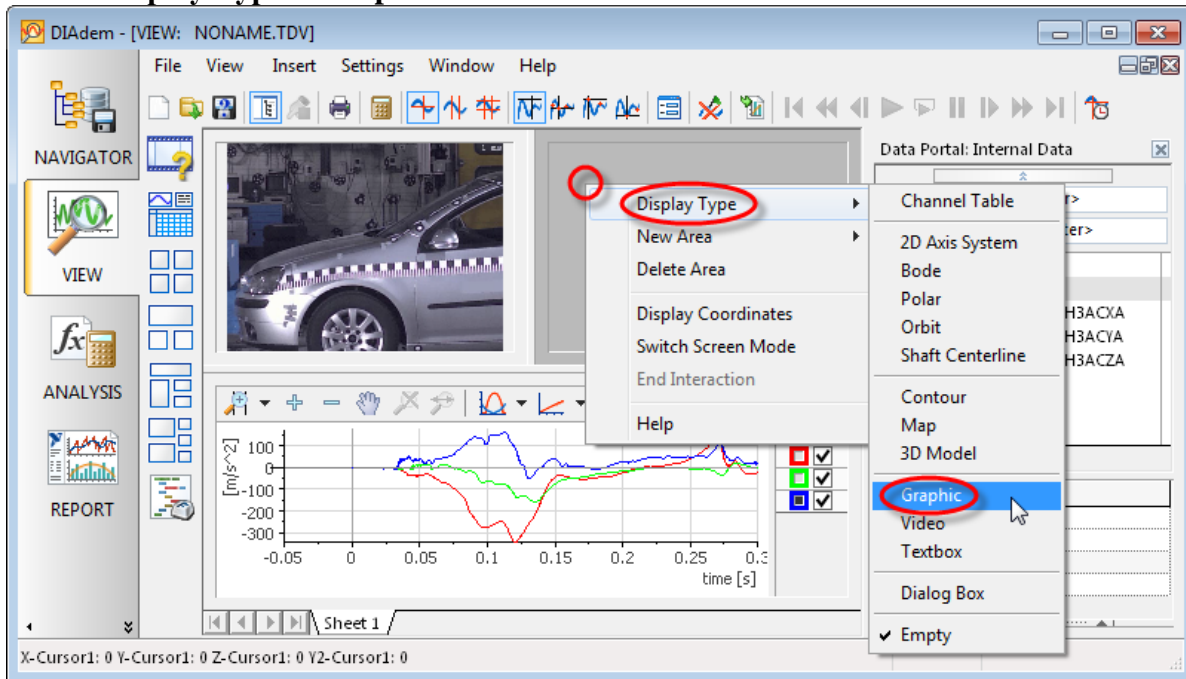 DIAdem - [VIEW: NONAME.TDV]
File View Insert Settings Window Help
NAVIGATOR
VIEW
ANALYSIS
REPORT
Data Portal: Internal Data
H3ACXA
H3ACYA
H3ACZA
Display Type
New Area
Delete Area
Display Coordinates
Switch Screen Mode
End Interaction
Help
Channel Table
2D Axis System
Bode
Polar
Orbit
Shaft Centerline
Contour
Map
3D Model
Graphic
Video
Textbox
Dialog Box
Empty
[m/s^2]
100
0
-100
-200
-300
-0.05 0 0.05 0.1 0.15 0.2 0.25
time [s]
Sheet 1
X-Cursor1: 0 Y-Cursor1: 0 Z-Cursor1: 0 Y2-Cursor1: 0